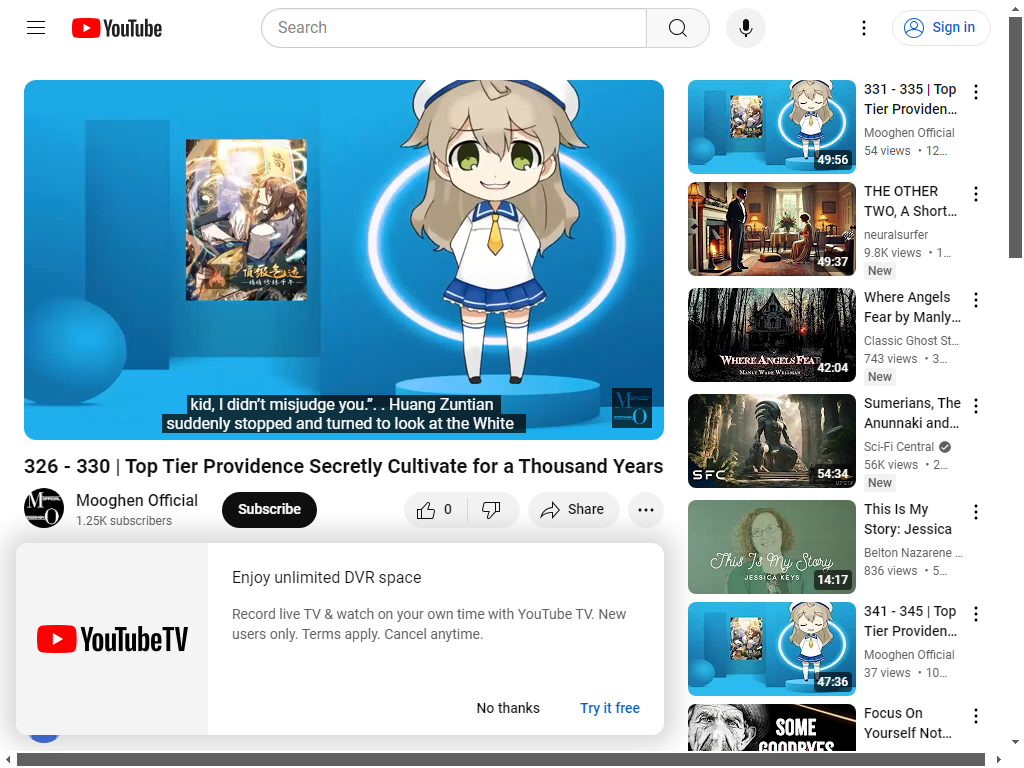 YouTube
Search
Sign in
kid, I didn't misjudge you.”. . Huang Zuntian
suddenly stopped and turned to look at the White
326 - 330 | Top Tier Providence Secretly Cultivate for a Thousand Years
Mooghen Official
1.25K subscribers
Subscribe
0
Share
YouTubeTV
Enjoy unlimited DVR space
Record live TV & watch on your own time with YouTube TV. New
users only. Terms apply. Cancel anytime.
No thanks
Try it free
49:56
331 - 335 | Top
Tier Providen…
Mooghen Official
54 views • 12…
49:37
THE OTHER
TWO, A Short…
neuralsurfer
9.8K views • 1…
New
WHERE ANGELS FEA
MANLY WADE WELLMAN
42:04
Where Angels
Fear by Manly…
Classic Ghost St…
743 views • 3…
New
SFC
54:34
Sumerians, The
Anunnaki and…
Sci-Fi Central
56K views • 2…
New
This Is My Story
JESSICA KEYS
14:17
This Is My
Story: Jessica
Belton Nazarene …
836 views • 5…
47:36
341 - 345 | Top
Tier Providen…
Mooghen Official
37 views • 10…
SOME
GOODBYES
Focus On
Yourself Not…